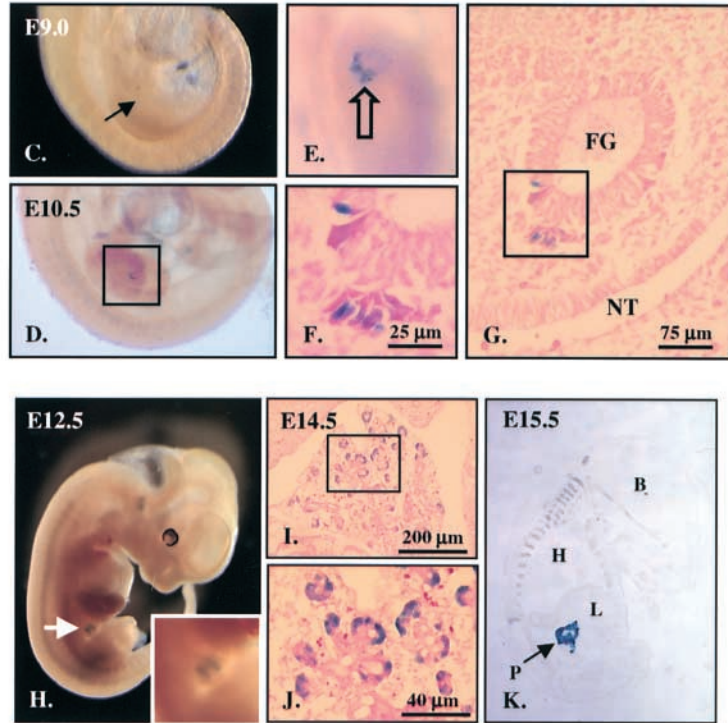 E9.0
C.
E.
FG
NT
G.
75 µm
E10.5
D.
F.
25 µm
E12.5
H.
E14.5
I.
200 µm
J.
40 µm
E15.5
B
H
L
P
K.